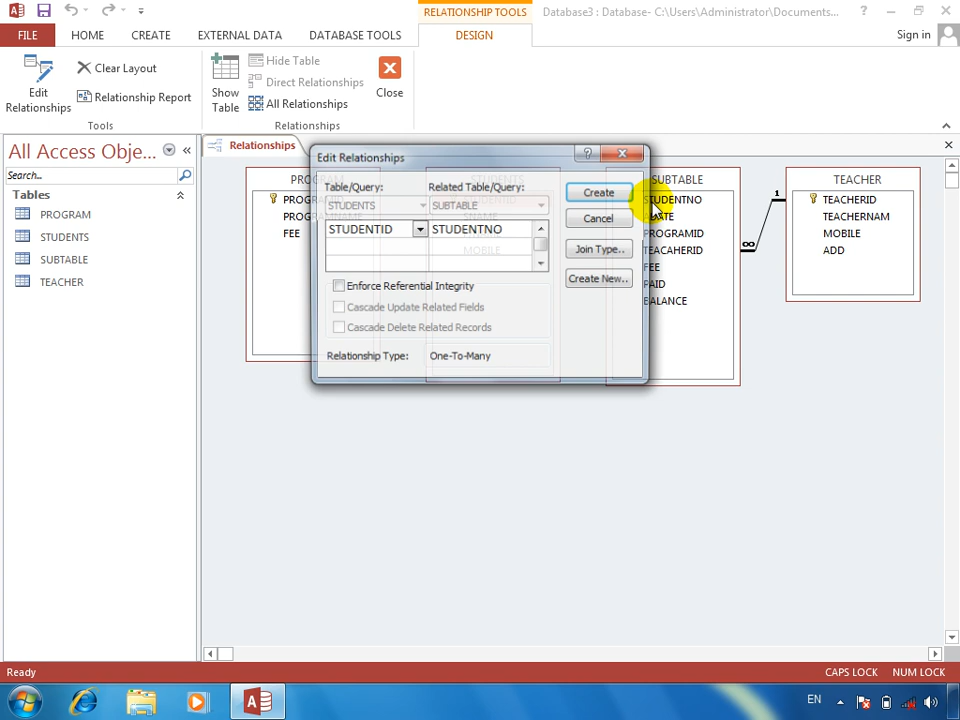 RELATIONSHIP TOOLS
Database3 : Database- C:\Users\Administrator\Documents...
FILE
HOME
CREATE
EXTERNAL DATA
DATABASE TOOLS
DESIGN
Sign in
Edit Relationships
Clear Layout
Relationship Report
Tools
Show Table
Hide Table
Direct Relationships
All Relationships
Close
Relationships
All Access Obje...
Search...
Tables
PROGRAM
STUDENTS
SUBTABLE
TEACHER
Relationships
Edit Relationships
Table/Query:
Related Table/Query:
STUDENTS
SUBTABLE
STUDENTID
STUDENTNO
Enforce Referential Integrity
Cascade Update Related Fields
Cascade Delete Related Records
Relationship Type:
One-To-Many
Create
Cancel
Join Type..
Create New..
FEE
MOBILE
SUBTABLE
STUDENTNO
PROGRAMID
TEACAHERID
FEE
PAID
BALANCE
1
∞
TEACHER
TEACHERID
TEACHERNAM
MOBILE
ADD
Ready
CAPS LOCK
NUM LOCK
EN